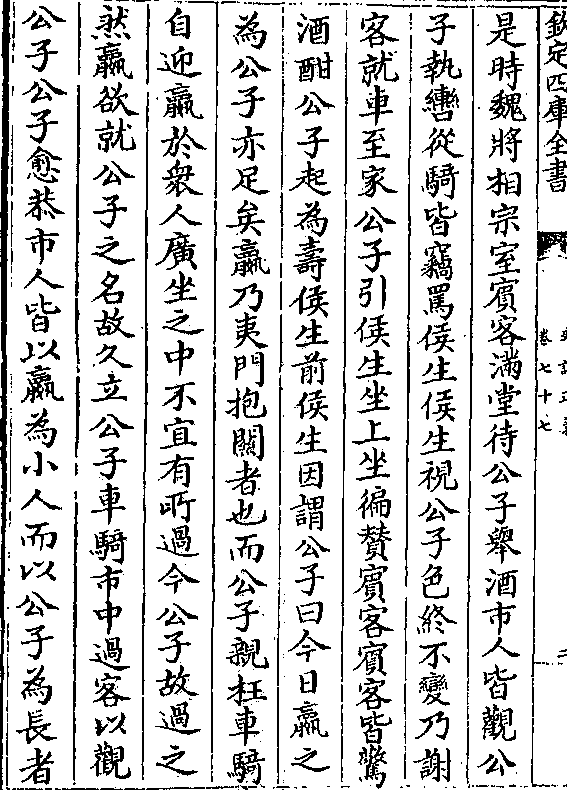 欽定四庫全書
卷七十七
二
是時魏將相宗室賓客滿堂待公子舉酒市人皆觀公
子執轡從騎皆竊罵侯生侯生視公子色終不變乃謝
客就車至家公子引侯生坐上坐徧贊賓客賓客皆驚
酒酣公子起為壽侯生前侯生因謂公子曰今日嬴之
為公子亦足矣嬴乃夷門抱關者也而公子親枉車騎
自迎嬴於衆人廣坐之中不宜有所過今公子故過之
然嬴欲就公子之名故久立公子車騎市中過客以觀
公子公子愈恭市人皆以嬴為小人而以公子為長者